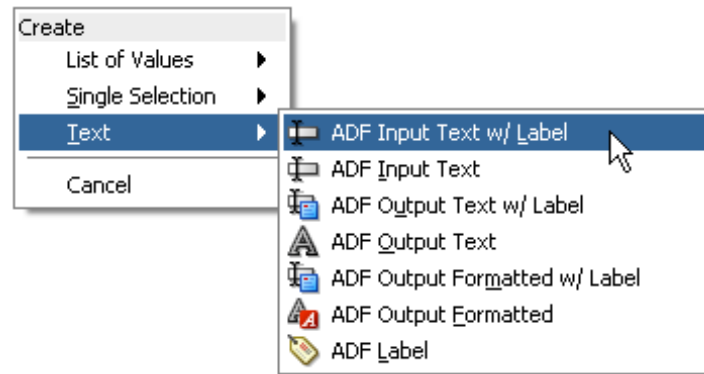 Create
List of Values
Single Selection
Text
Cancel
ADF Input Text w/ Label
ADF Input Text
ADF Output Text w/ Label
ADF Output Text
ADF Output Formatted w/ Label
ADF Output Formatted
ADF Label